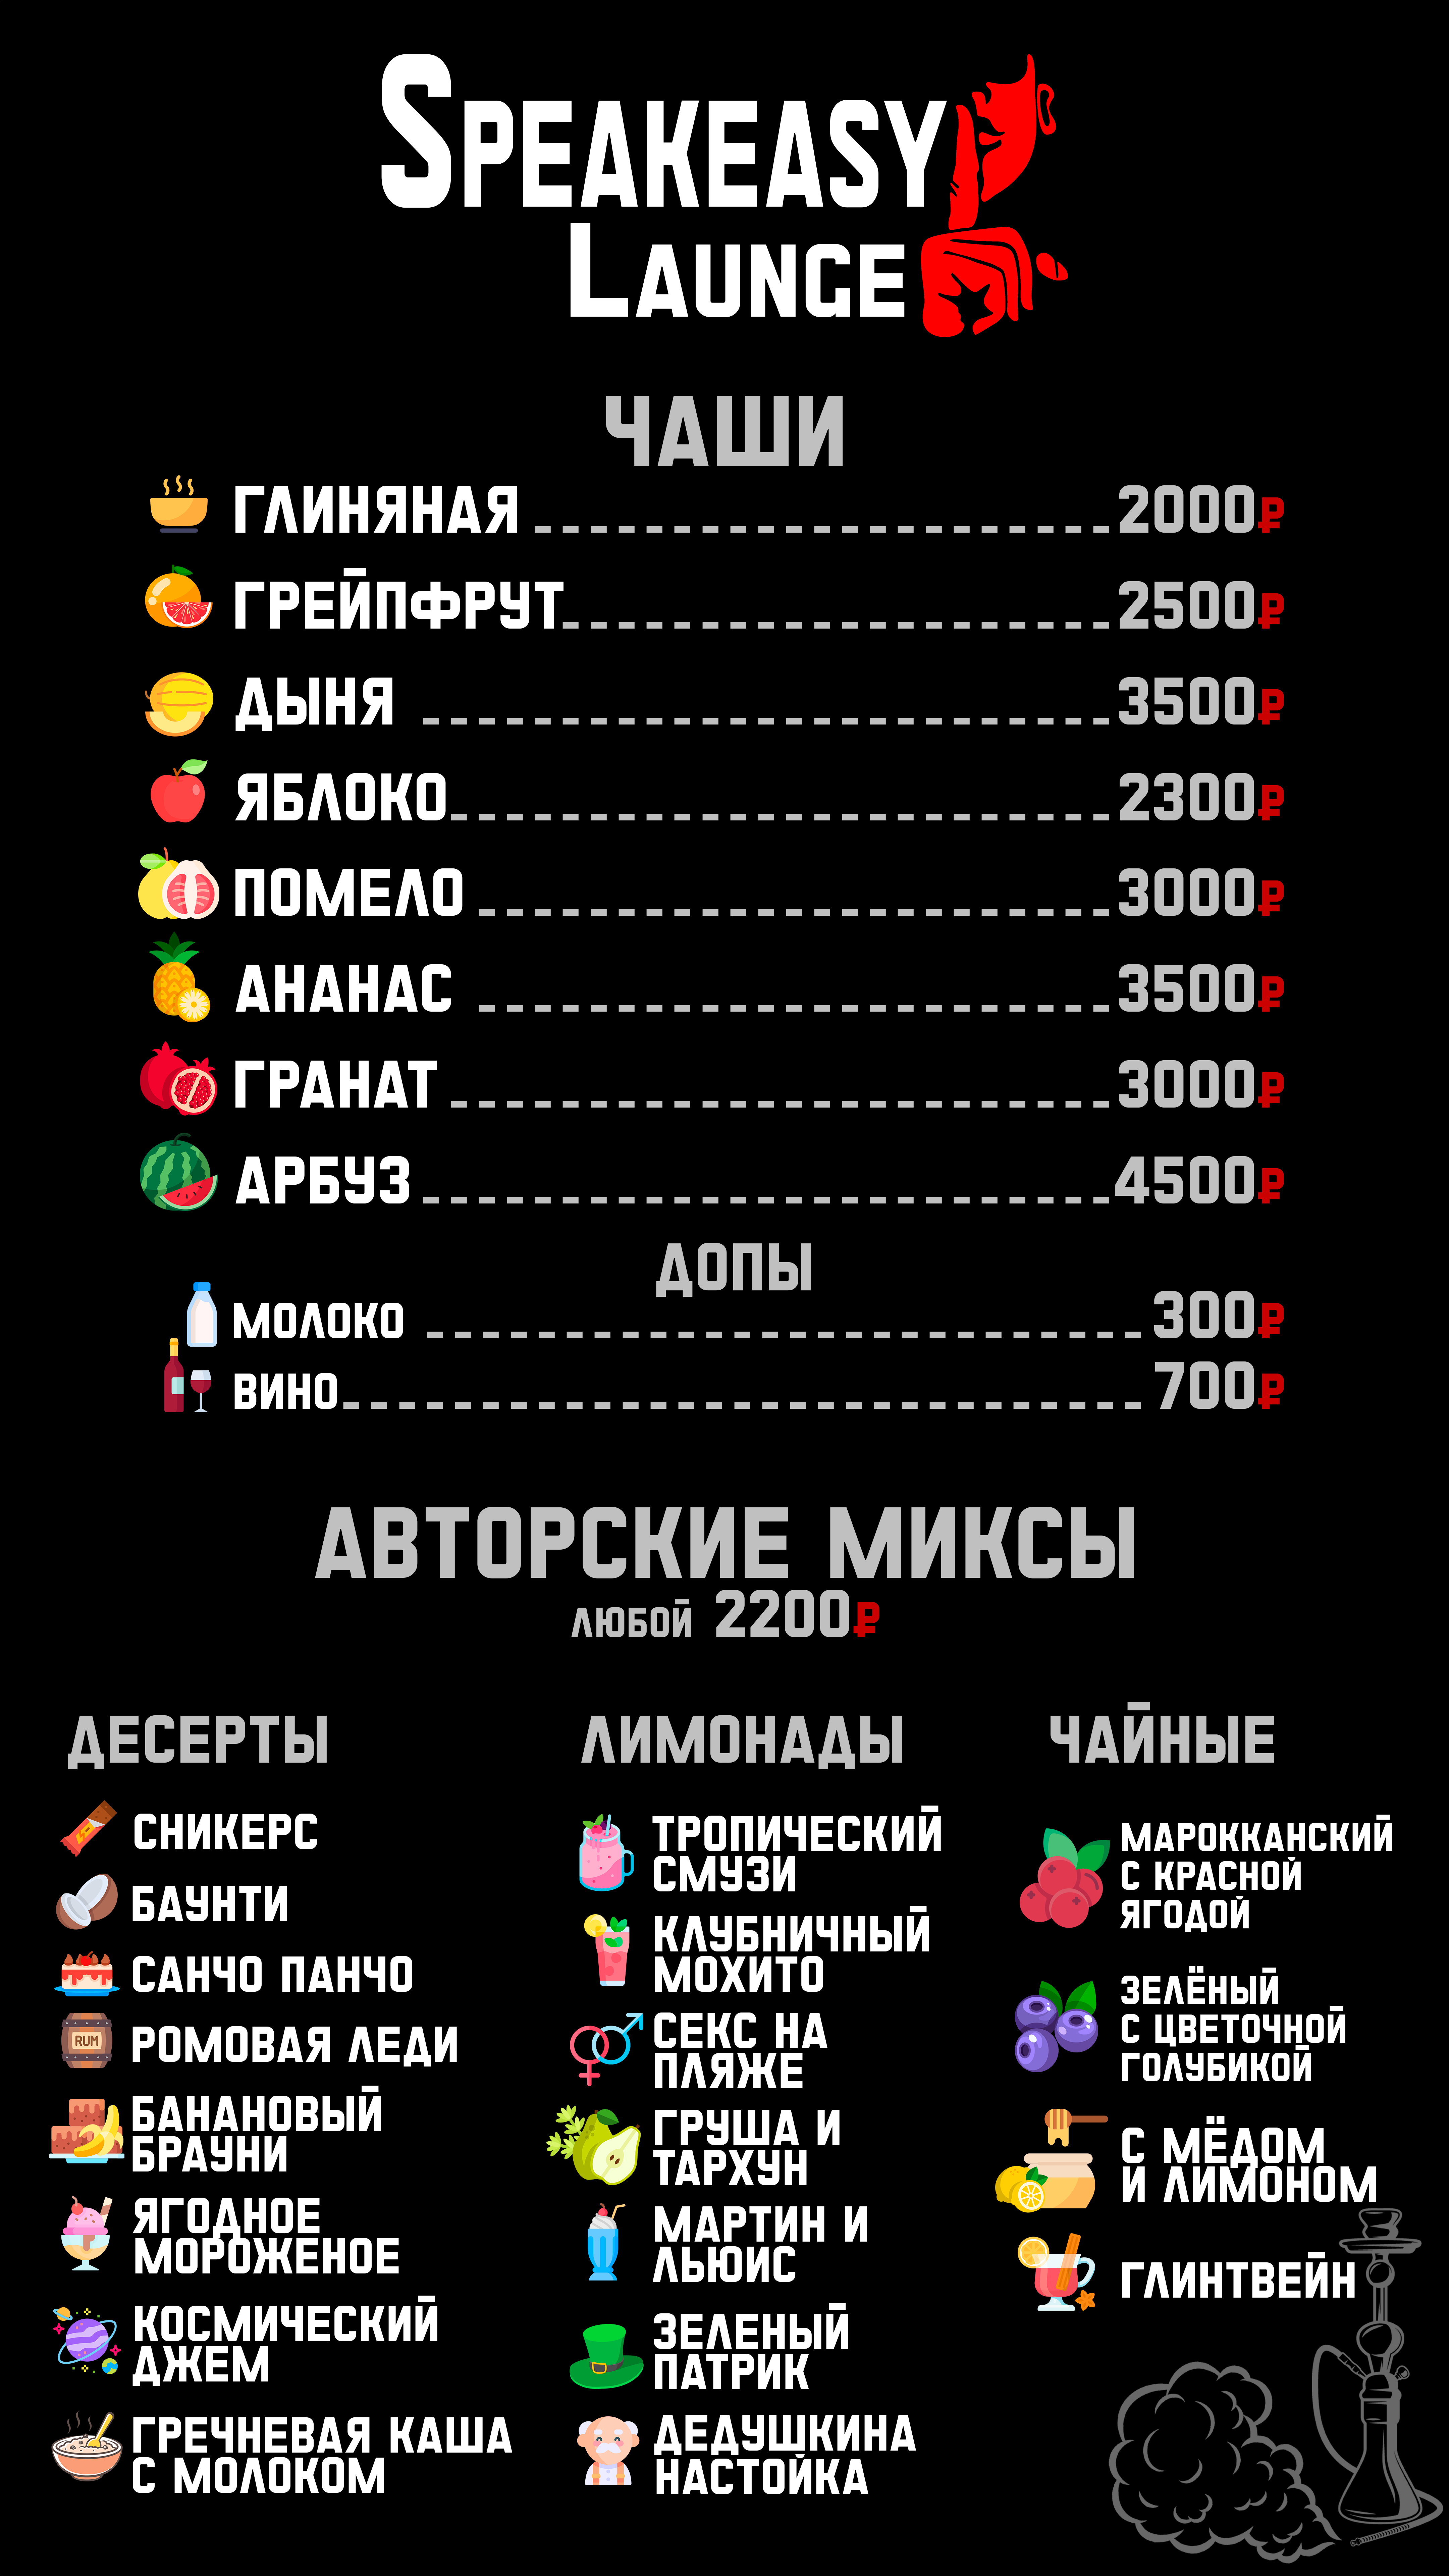 SPEAKEASY
LAUNGE
ЧАШИ
ГЛИНЯНАЯ 2000₽
ГРЕЙПФРУТ 2500₽
ДЫНЯ 3500₽
ЯБЛОКО 2300₽
ПОМЕЛО 3000₽
АНАНАС 3500₽
ГРАНАТ 3000₽
АРБУЗ 4500₽
ДОПЫ
МОЛОКО 300₽
ВИНО 700₽
АВТОРСКИЕ МИКСЫ
ЛЮБОЙ 2200₽
ДЕСЕРТЫ
СНИКЕРС
БАУНТИ
САНЧО ПАНЧО
RUM
РОМОВАЯ ЛЕДИ
БАНАНОВЫЙ
БРАУНИ
ЯГОДНОЕ
МОРОЖЕНОЕ
КОСМИЧЕСКИЙ
ДЖЕМ
ГРЕЧНЕВАЯ КАША
С МОЛОКОМ
ЛИМОНАДЫ
ТРОПИЧЕСКИЙ
СМУЗИ
КЛУБНИЧНЫЙ
МОХИТО
СЕКС НА
ПЛЯЖЕ
ГРУША И
ТАРХУН
МАРТИН И
ЛЬЮИС
ЗЕЛЕНЫЙ
ПАТРИК
ДЕДУШКИНА
НАСТОЙКА
ЧАЙНЫЕ
МАРОККАНСКИЙ
С КРАСНОЙ
ЯГОДОЙ
ЗЕЛЁНЫЙ
С ЦВЕТОЧНОЙ
ГОЛУБИКОЙ
С МЁДОМ
И ЛИМОНОМ
ГЛИНТВЕЙН